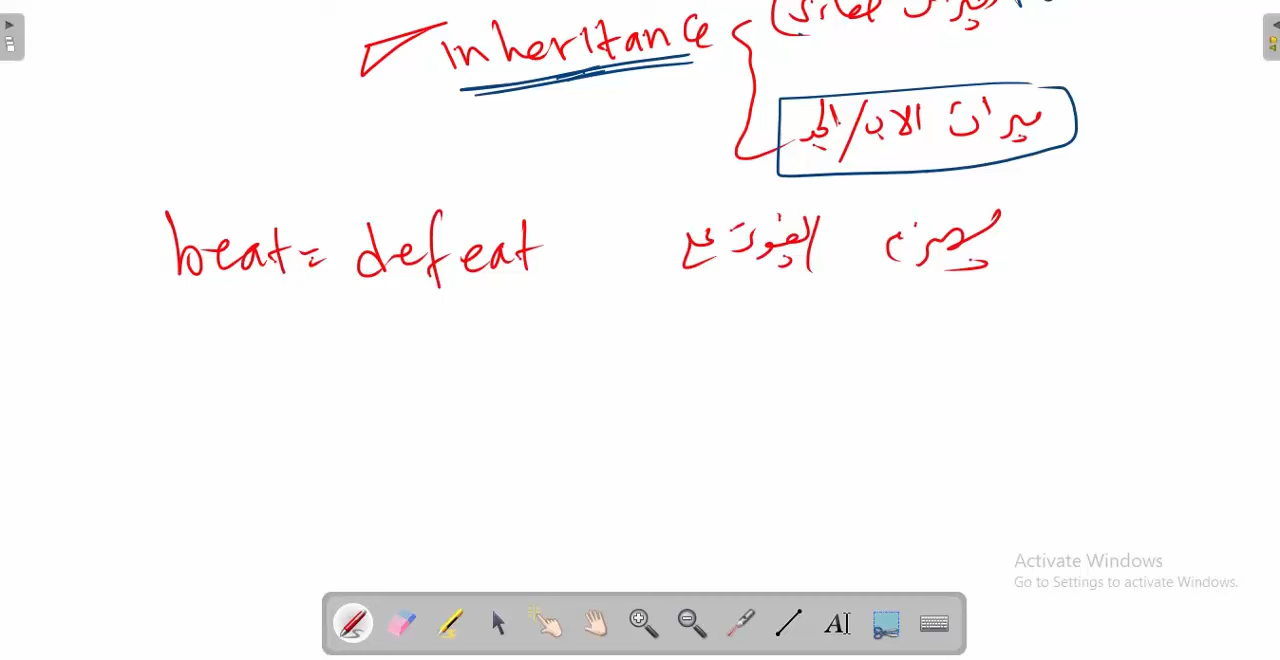 inheritance
ميراث الاب/الجد
beat = defeat يهزم
Activate Windows
Go to Settings to activate Windows.